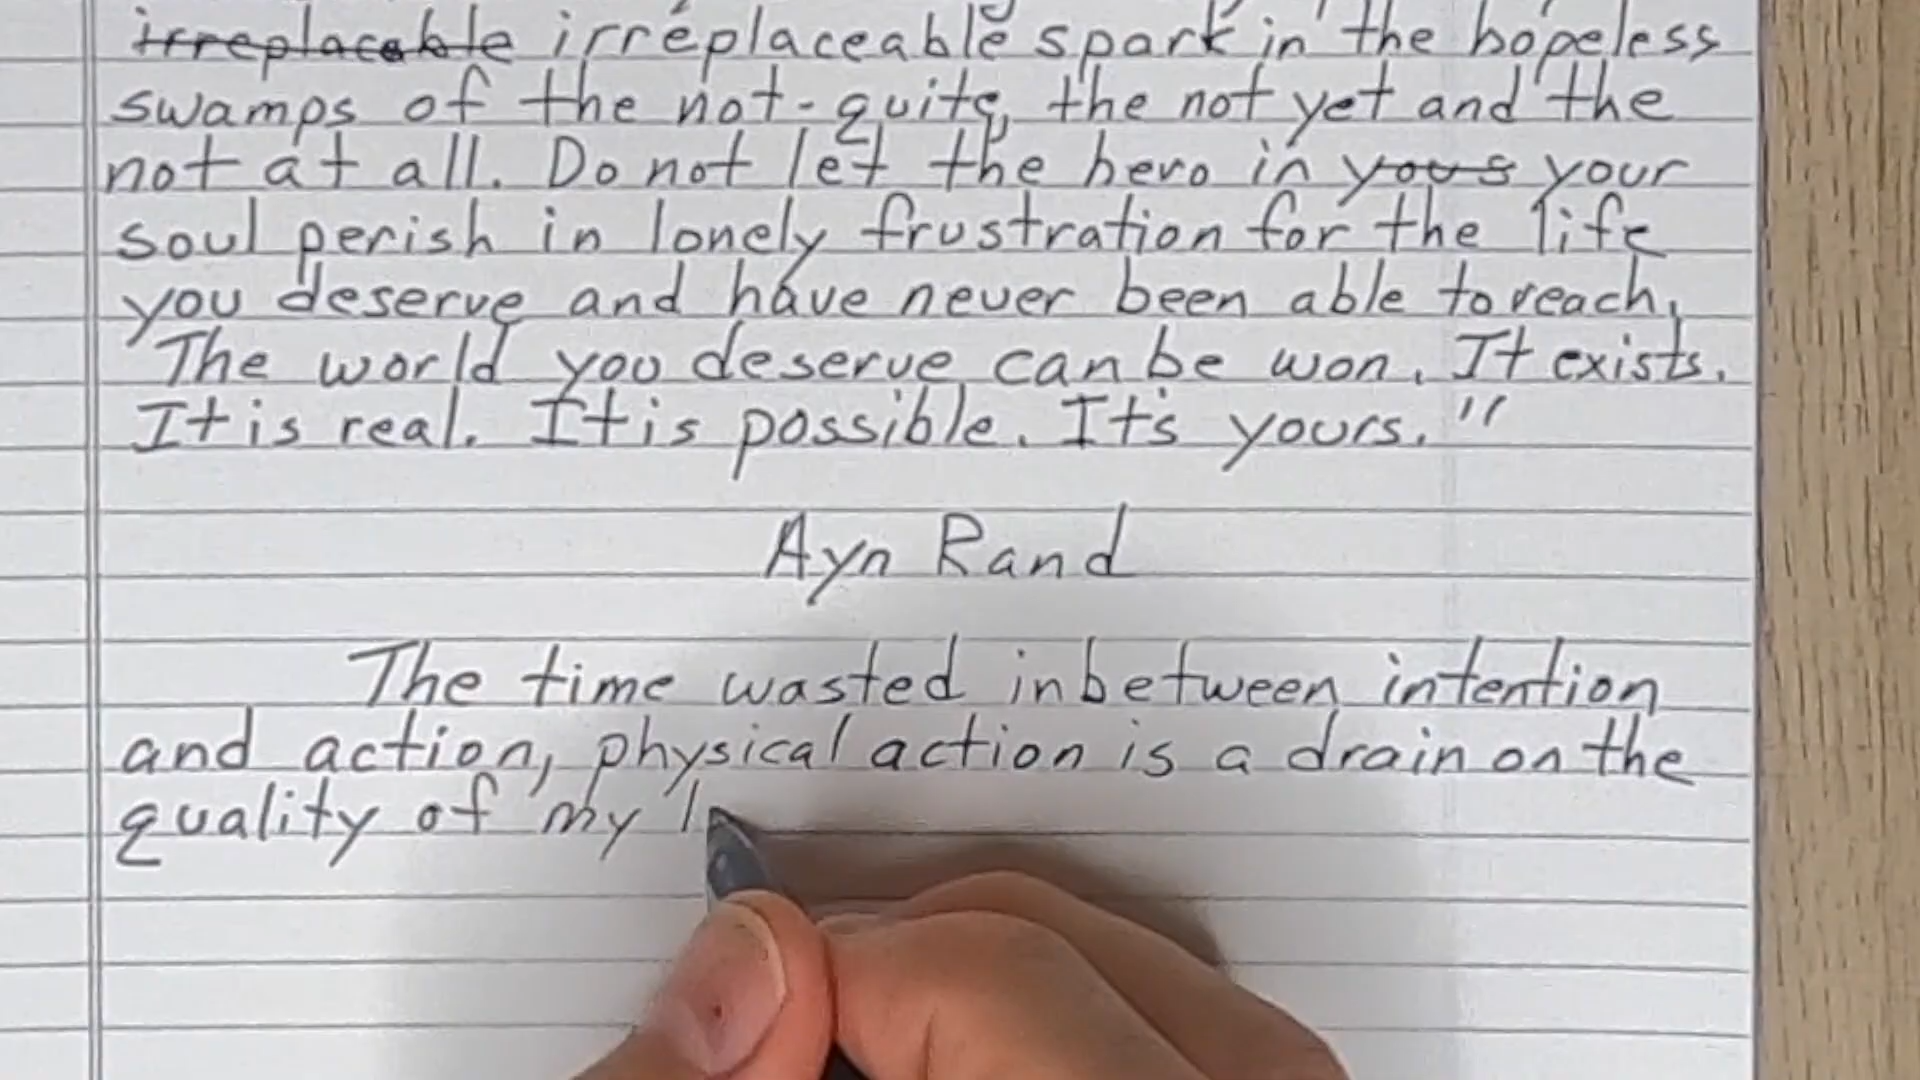 irreplaceable irreplaceable spark in the hopeless
swamps of the not-quite, the not yet and the
not at all. Do not let the hero in yours your
soul perish in lonely frustration for the life
you deserve and have never been able to reach,
The world you deserve can be won. It exists.
It is real. It is possible. It's yours."
Ayn Rand
The time wasted inbetween intention
and action, physical action is a drain on the
quality of my l